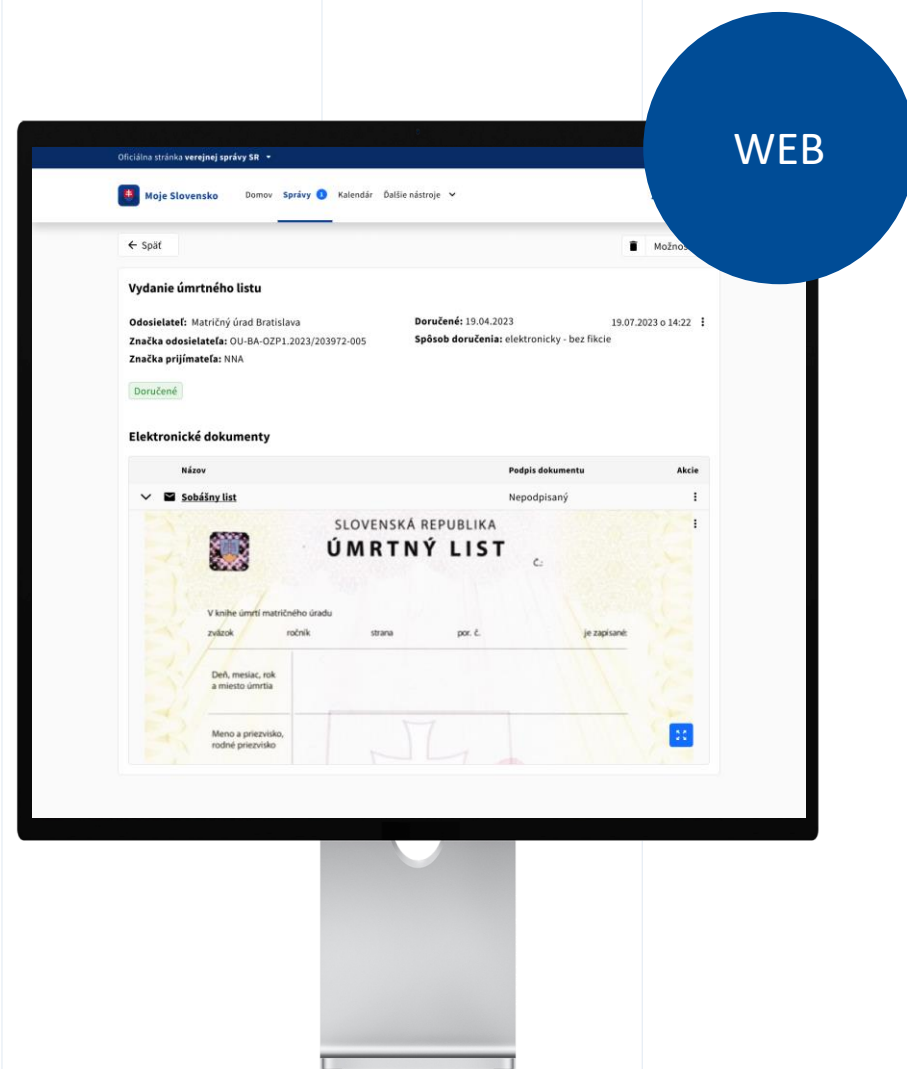 WEB
Oficiálna stránka verejnej správy SR
Moje Slovensko Domov Správy 1 Kalendár Ďalšie nástroje
Späť
Vydanie úmrtného listu
Odosielateľ: Matričný úrad Bratislava Doručené: 19.04.2023 19.07.2023 o 14:22
Značka odosielateľa: OU-BA-OZP1.2023/203972-005 Spôsob doručenia: elektronicky - bez fikcie
Značka prijímateľa: NNA
Doručené
Elektronické dokumenty
Názov Podpis dokumentu Akcie
Sobášny list Nepodpisaný
SLOVENSKÁ REPUBLIKA
ÚMRTNÝ LIST
Č.:
V knihe úmrtí matričného úradu
zväzok ročník strana por. č. je zapísané:
Deň, mesiac, rok
a miesto úmrtia
Meno a priezvisko,
rodné priezvisko